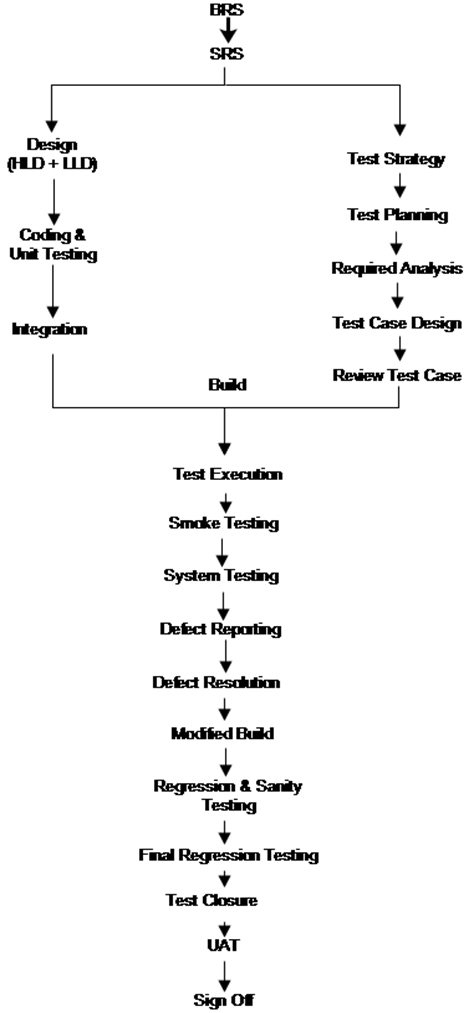 BRS
SRS
Design
(HLD + LLD)
Coding &
Unit Testing
Integration
Test Strategy
Test Planning
Required Analysis
Test Case Design
Review Test Case
Build
Test Execution
Smoke Testing
System Testing
Defect Reporting
Defect Resolution
Modified Build
Regression & Sanity
Testing
Final Regression Testing
Test Closure
UAT
Sign Off